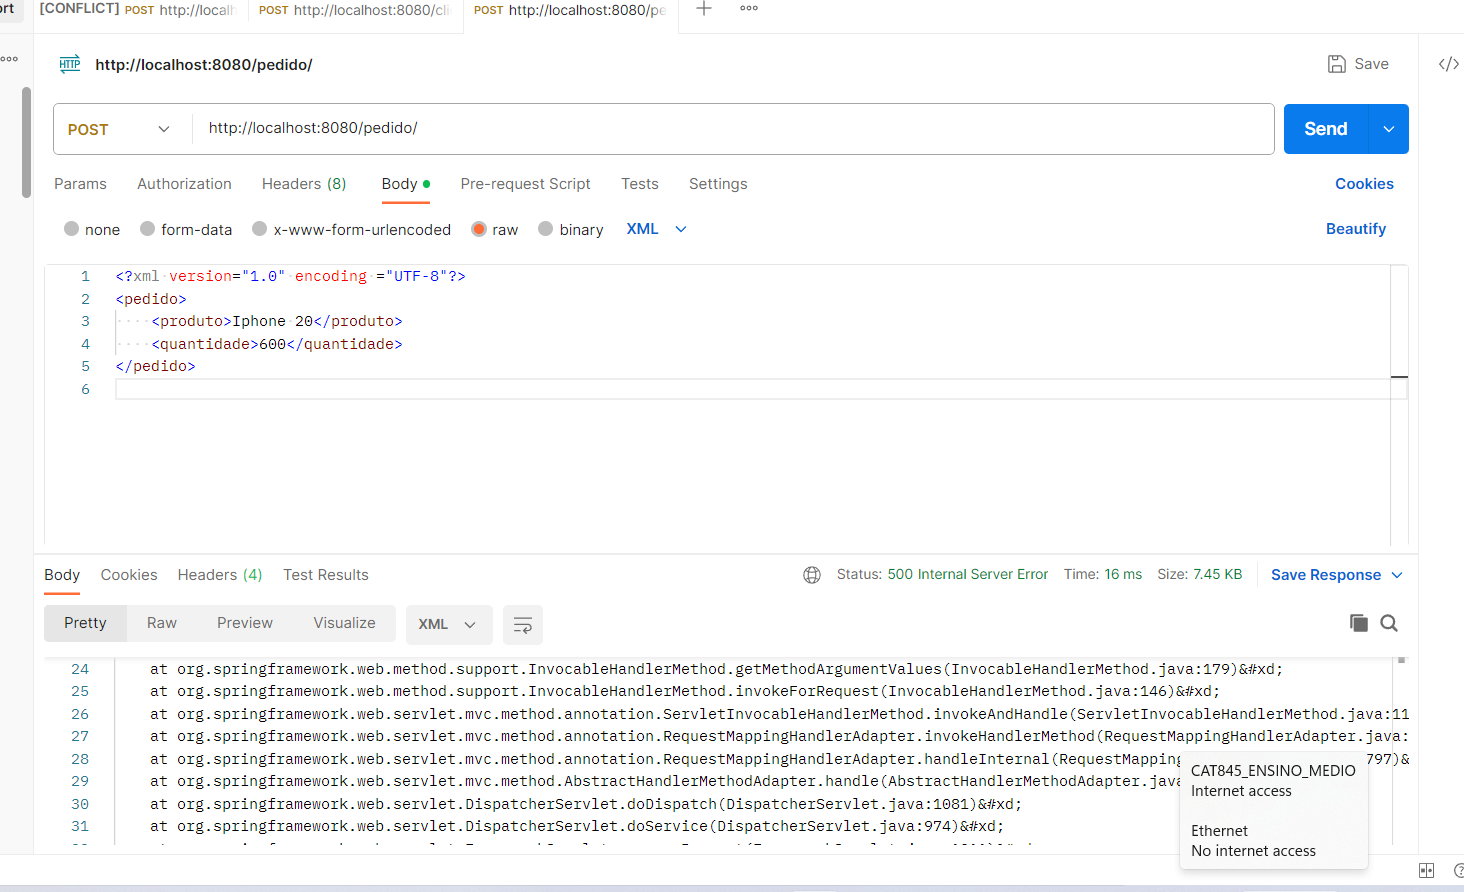 ort
[CONFLICT] POST http://localh
POST http://localhost:8080/cli
POST http://localhost:8080/pe
http://localhost:8080/pedido/
Save
POST
http://localhost:8080/pedido/
Send
Params Authorization Headers (8) Body Pre-request Script Tests Settings Cookies
none form-data x-www-form-urlencoded raw binary XML Beautify
1 <?xml version="1.0" encoding ="UTF-8"?>
2 <pedido>
3 <produto>Iphone 20</produto>
4 <quantidade>600</quantidade>
5 </pedido>
6
Body Cookies Headers (4) Test Results Status: 500 Internal Server Error Time: 16 ms Size: 7.45 KB Save Response
Pretty Raw Preview Visualize XML
24 at org.springframework.web.method.support.InvocableHandlerMethod.getMethodArgumentValues(InvocableHandlerMethod.java:179)&#xd;
25 at org.springframework.web.method.support.InvocableHandlerMethod.invokeForRequest(InvocableHandlerMethod.java:146)&#xd;
26 at org.springframework.web.servlet.mvc.method.annotation.ServletInvocableHandlerMethod.invokeAndHandle(ServletInvocableHandlerMethod.java:11
27 at org.springframework.web.servlet.mvc.method.annotation.RequestMappingHandlerAdapter.invokeHandlerMethod(RequestMappingHandlerAdapter.java:
28 at org.springframework.web.servlet.mvc.method.annotation.RequestMappingHandlerAdapter.handleInternal(RequestMapping 797)&
29 at org.springframework.web.servlet.mvc.method.AbstractHandlerMethodAdapter.handle(AbstractHandlerMethodAdapter.java
30 at org.springframework.web.servlet.DispatcherServlet.doDispatch(DispatcherServlet.java:1081)&#xd;
31 at org.springframework.web.servlet.DispatcherServlet.doService(DispatcherServlet.java:974)&#xd;
CAT845_ENSINO_MEDIO
Internet access
Ethernet
No internet access